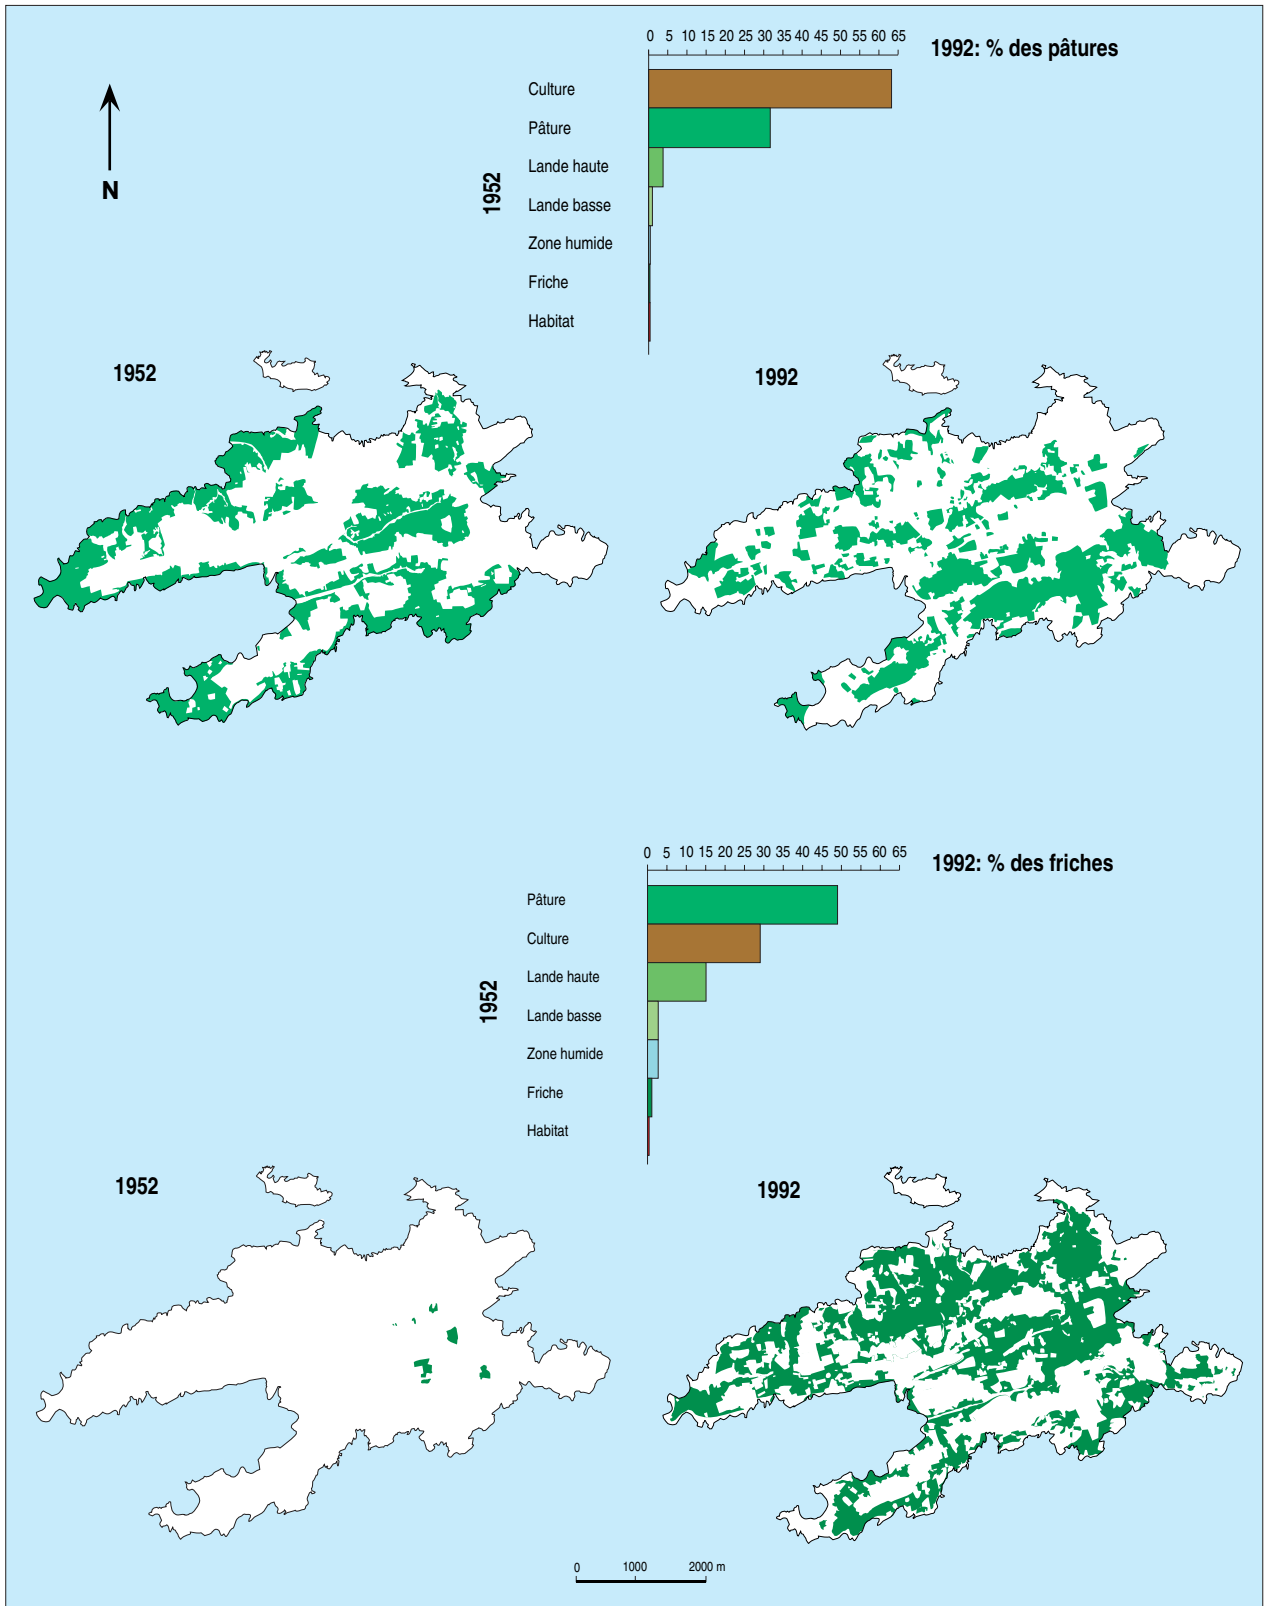 0 5 10 15 20 25 30 35 40 45 50 55 60 65
1992: % des pâtures
Culture
Pâture
Lande haute
Lande basse
Zone humide
Friche
Habitat
1952
N
1952
1992
0 5 10 15 20 25 30 35 40 45 50 55 60 65
1992: % des friches
Pâture
Culture
Lande haute
Lande basse
Zone humide
Friche
Habitat
1952
1952
1992
0 1000 2000 m